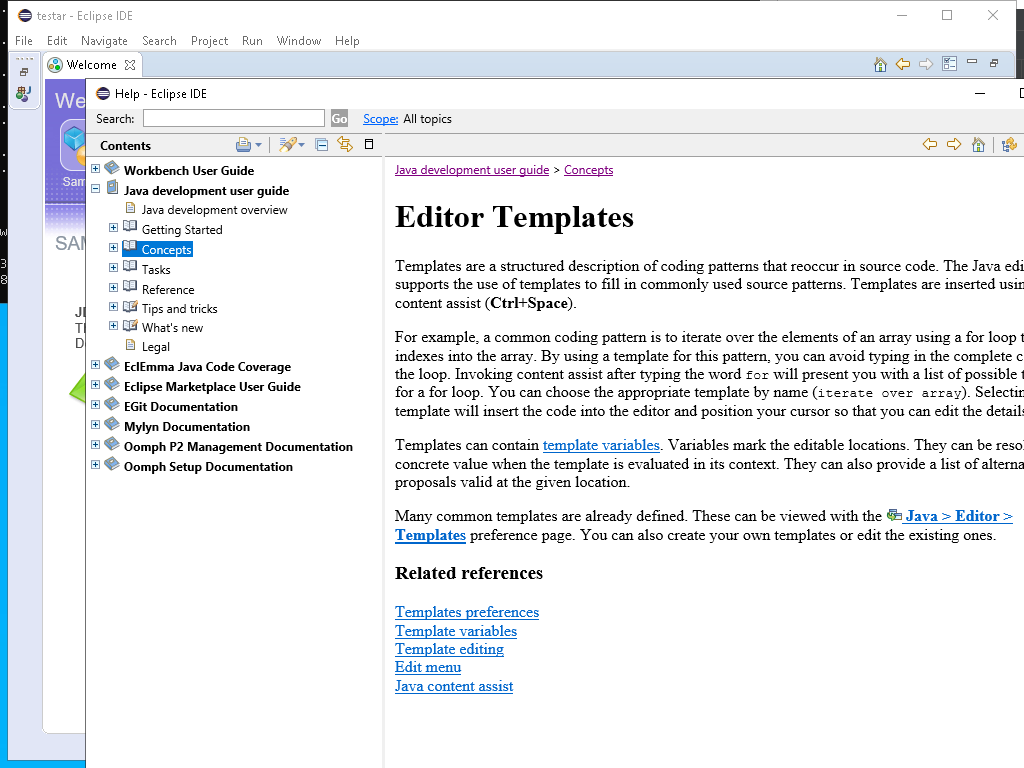 testar - Eclipse IDE
File Edit Navigate Search Project Run Window Help
Welcome
We
Sam
SAM
Help - Eclipse IDE
Search: Go Scope: All topics
Contents
Workbench User Guide
Java development user guide
Java development overview
Getting Started
Concepts
Tasks
Reference
Tips and tricks
What's new
Legal
EclEmma Java Code Coverage
Eclipse Marketplace User Guide
EGit Documentation
Mylyn Documentation
Oomph P2 Management Documentation
Oomph Setup Documentation
Java development user guide > Concepts
Editor Templates
Templates are a structured description of coding patterns that reoccur in source code. The Java edi
supports the use of templates to fill in commonly used source patterns. Templates are inserted usin
content assist (Ctrl+Space).
For example, a common coding pattern is to iterate over the elements of an array using a for loop t
indexes into the array. By using a template for this pattern, you can avoid typing in the complete c
the loop. Invoking content assist after typing the word for will present you with a list of possible t
for a for loop. You can choose the appropriate template by name (iterate over array). Selectin
template will insert the code into the editor and position your cursor so that you can edit the details
Templates can contain template variables. Variables mark the editable locations. They can be resol
concrete value when the template is evaluated in its context. They can also provide a list of alterna
proposals valid at the given location.
Many common templates are already defined. These can be viewed with the Java > Editor >
Templates preference page. You can also create your own templates or edit the existing ones.
Related references
Templates preferences
Template variables
Template editing
Edit menu
Java content assist